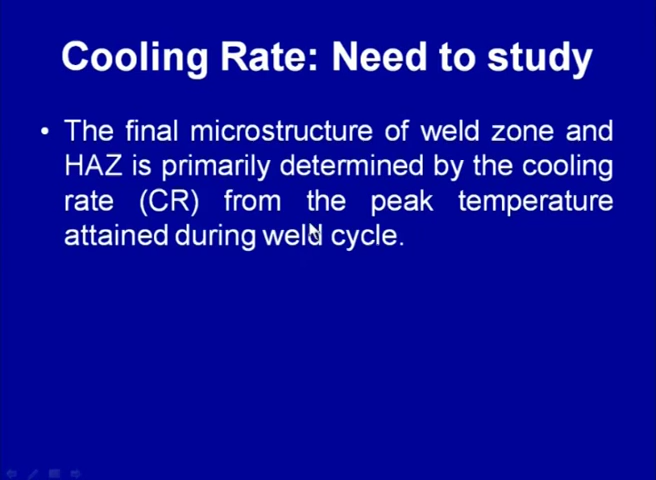 Cooling Rate: Need to study
• The final microstructure of weld zone and
HAZ is primarily determined by the cooling
rate (CR) from the peak temperature
attained during weld cycle.